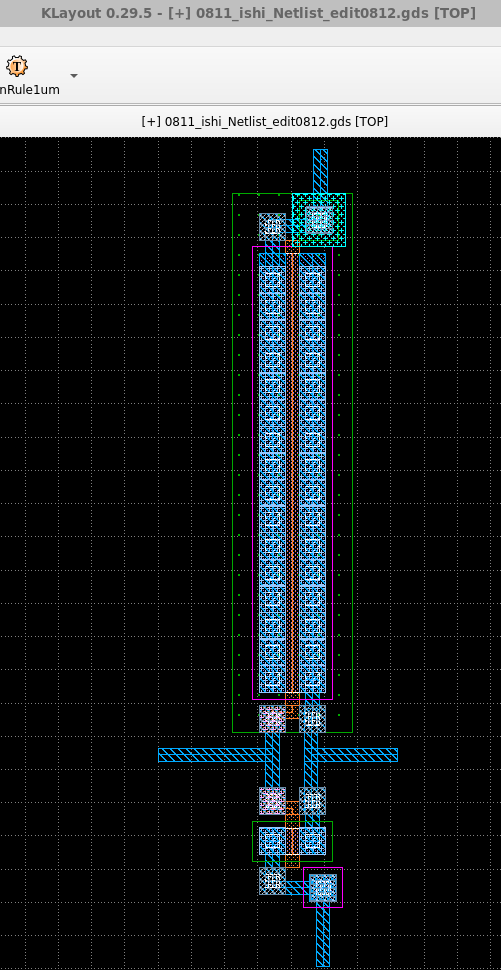 KLayout 0.29.5 - [+] 0811_ishi_Netlist_edit0812.gds [TOP]
T
nRule1um
[+] 0811_ishi_Netlist_edit0812.gds [TOP]